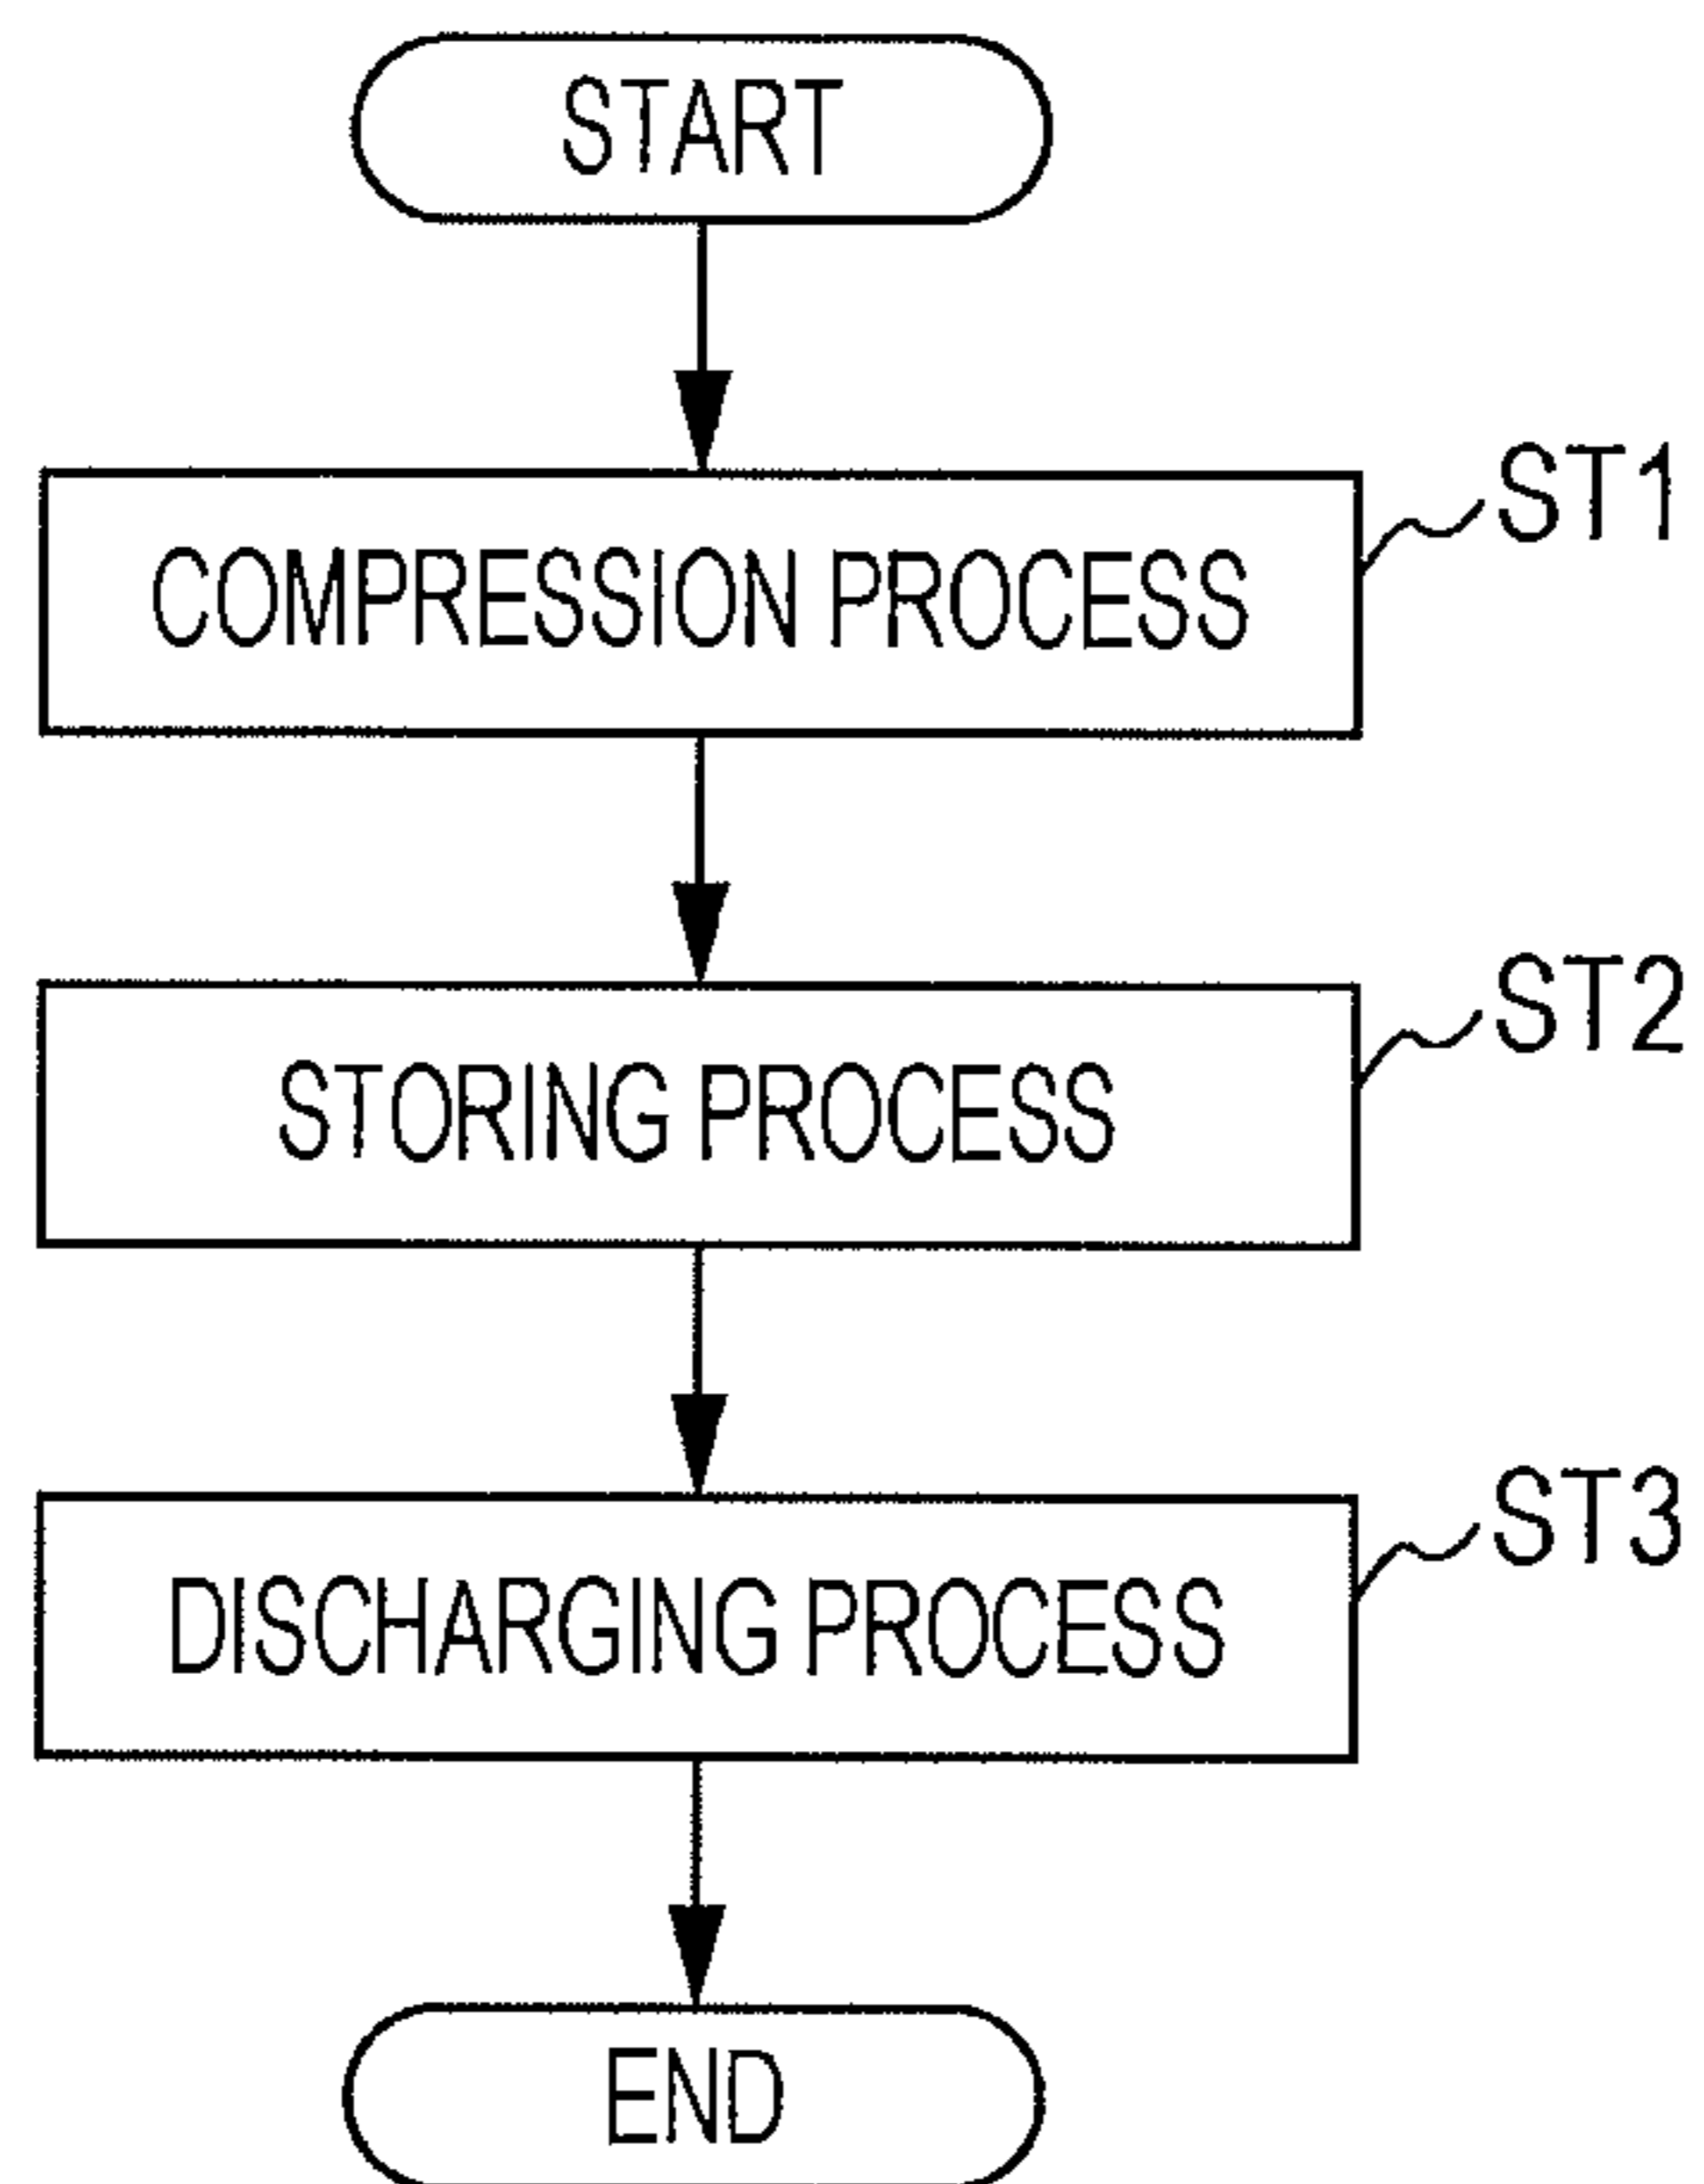 START
ST1
COMPRESSION PROCESS
ST2
STORING PROCESS
ST3
DISCHARGING PROCESS
END